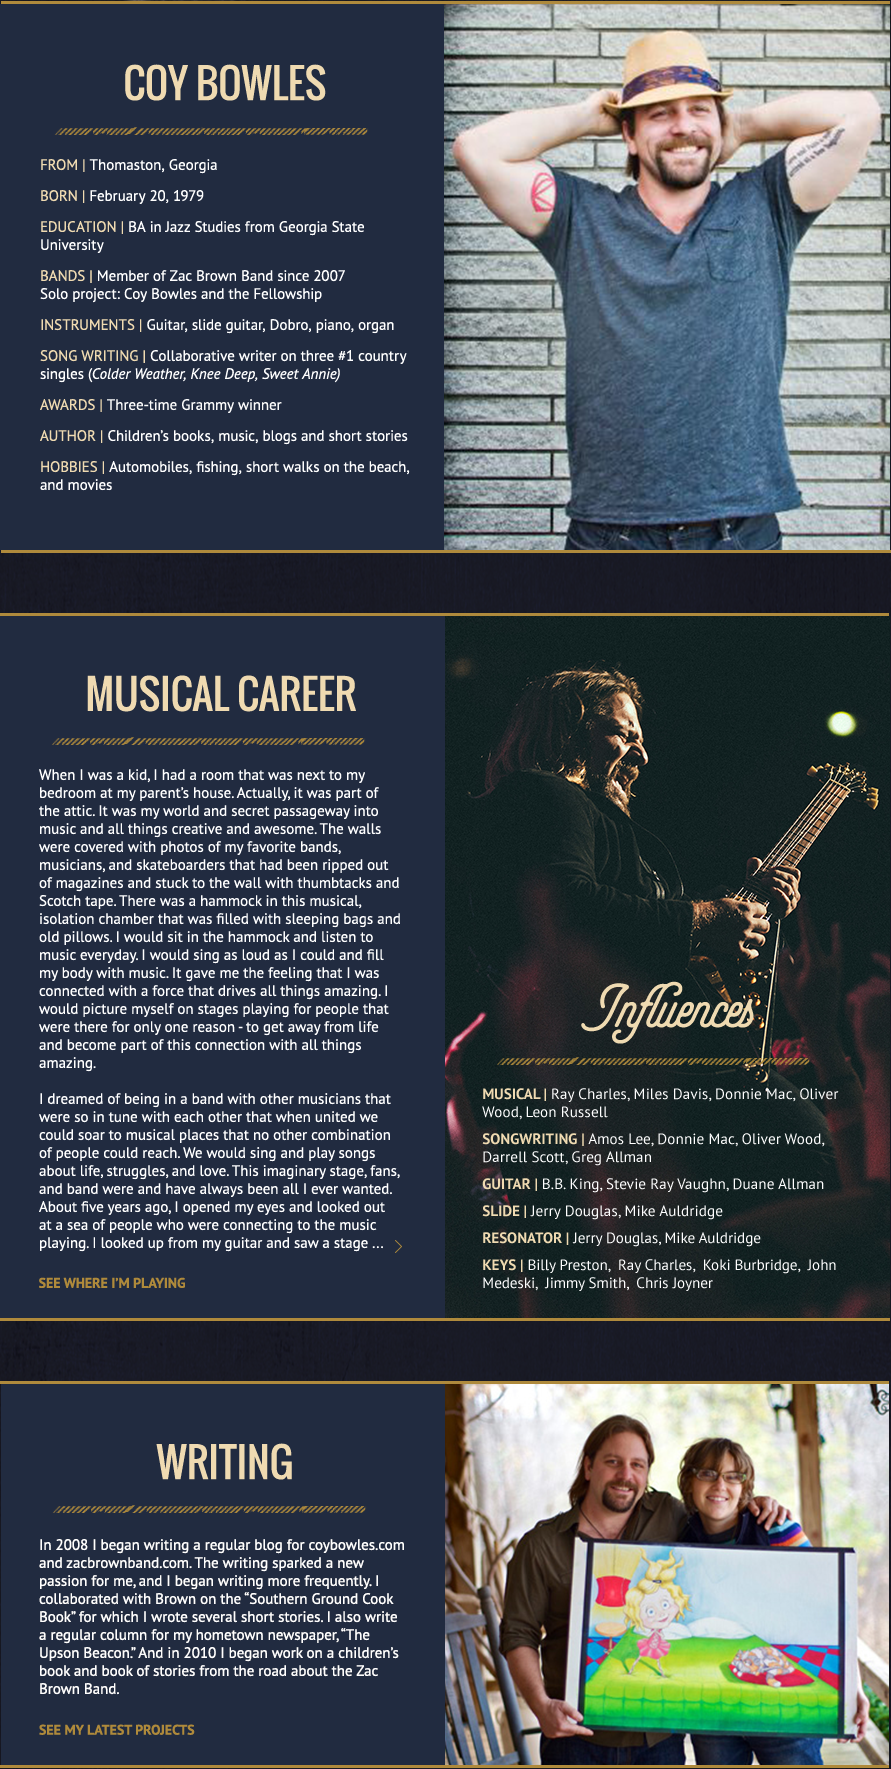 COY BOWLES
FROM | Thomaston, Georgia
BORN | February 20, 1979
EDUCATION | BA in Jazz Studies from Georgia State
University
BANDS | Member of Zac Brown Band since 2007
Solo project: Coy Bowles and the Fellowship
INSTRUMENTS | Guitar, slide guitar, Dobro, piano, organ
SONG WRITING | Collaborative writer on three #1 country
singles (Colder Weather, Knee Deep, Sweet Annie)
AWARDS | Three-time Grammy winner
AUTHOR | Children's books, music, blogs and short stories
HOBBIES | Automobiles, fishing, short walks on the beach,
and movies
MUSICAL CAREER
When I was a kid, I had a room that was next to my
bedroom at my parent's house. Actually, it was part of
the attic. It was my world and secret passageway into
music and all things creative and awesome. The walls
were covered with photos of my favorite bands,
musicians, and skateboarders that had been ripped out
of magazines and stuck to the wall with thumbtacks and
Scotch tape. There was a hammock in this musical,
isolation chamber that was filled with sleeping bags and
old pillows. I would sit in the hammock and listen to
music everyday. I would sing as loud as I could and fill
my body with music. It gave me the feeling that I was
connected with a force that drives all things amazing. I
would picture myself on stages playing for people that
were there for only one reason - to get away from life
and become part of this connection with all things
amazing.
I dreamed of being in a band with other musicians that
were so in tune with each other that when united we
could soar to musical places that no other combination
of people could reach. We would sing and play songs
about life, struggles, and love. This imaginary stage, fans,
and band were and have always been all I ever wanted.
About five years ago, I opened my eyes and looked out
at a sea of people who were connecting to the music
playing. I looked up from my guitar and saw a stage ...
SEE WHERE I'M PLAYING
Influences
MUSICAL | Ray Charles, Miles Davis, Donnie Mac, Oliver
Wood, Leon Russell
SONGWRITING | Amos Lee, Donnie Mac, Oliver Wood,
Darrell Scott, Greg Allman
GUITAR | B.B. King, Stevie Ray Vaughn, Duane Allman
SLIDE | Jerry Douglas, Mike Auldridge
RESONATOR | Jerry Douglas, Mike Auldridge
KEYS | Billy Preston, Ray Charles, Koki Burbridge, John
Medeski, Jimmy Smith, Chris Joyner
WRITING
In 2008 I began writing a regular blog for coybowles.com
and zacbrownband.com. The writing sparked a new
passion for me, and I began writing more frequently. I
collaborated with Brown on the “Southern Ground Cook
Book” for which I wrote several short stories. I also write
a regular column for my hometown newspaper, “The
Upson Beacon.” And in 2010 I began work on a children's
book and book of stories from the road about the Zac
Brown Band.
SEE MY LATEST PROJECTS